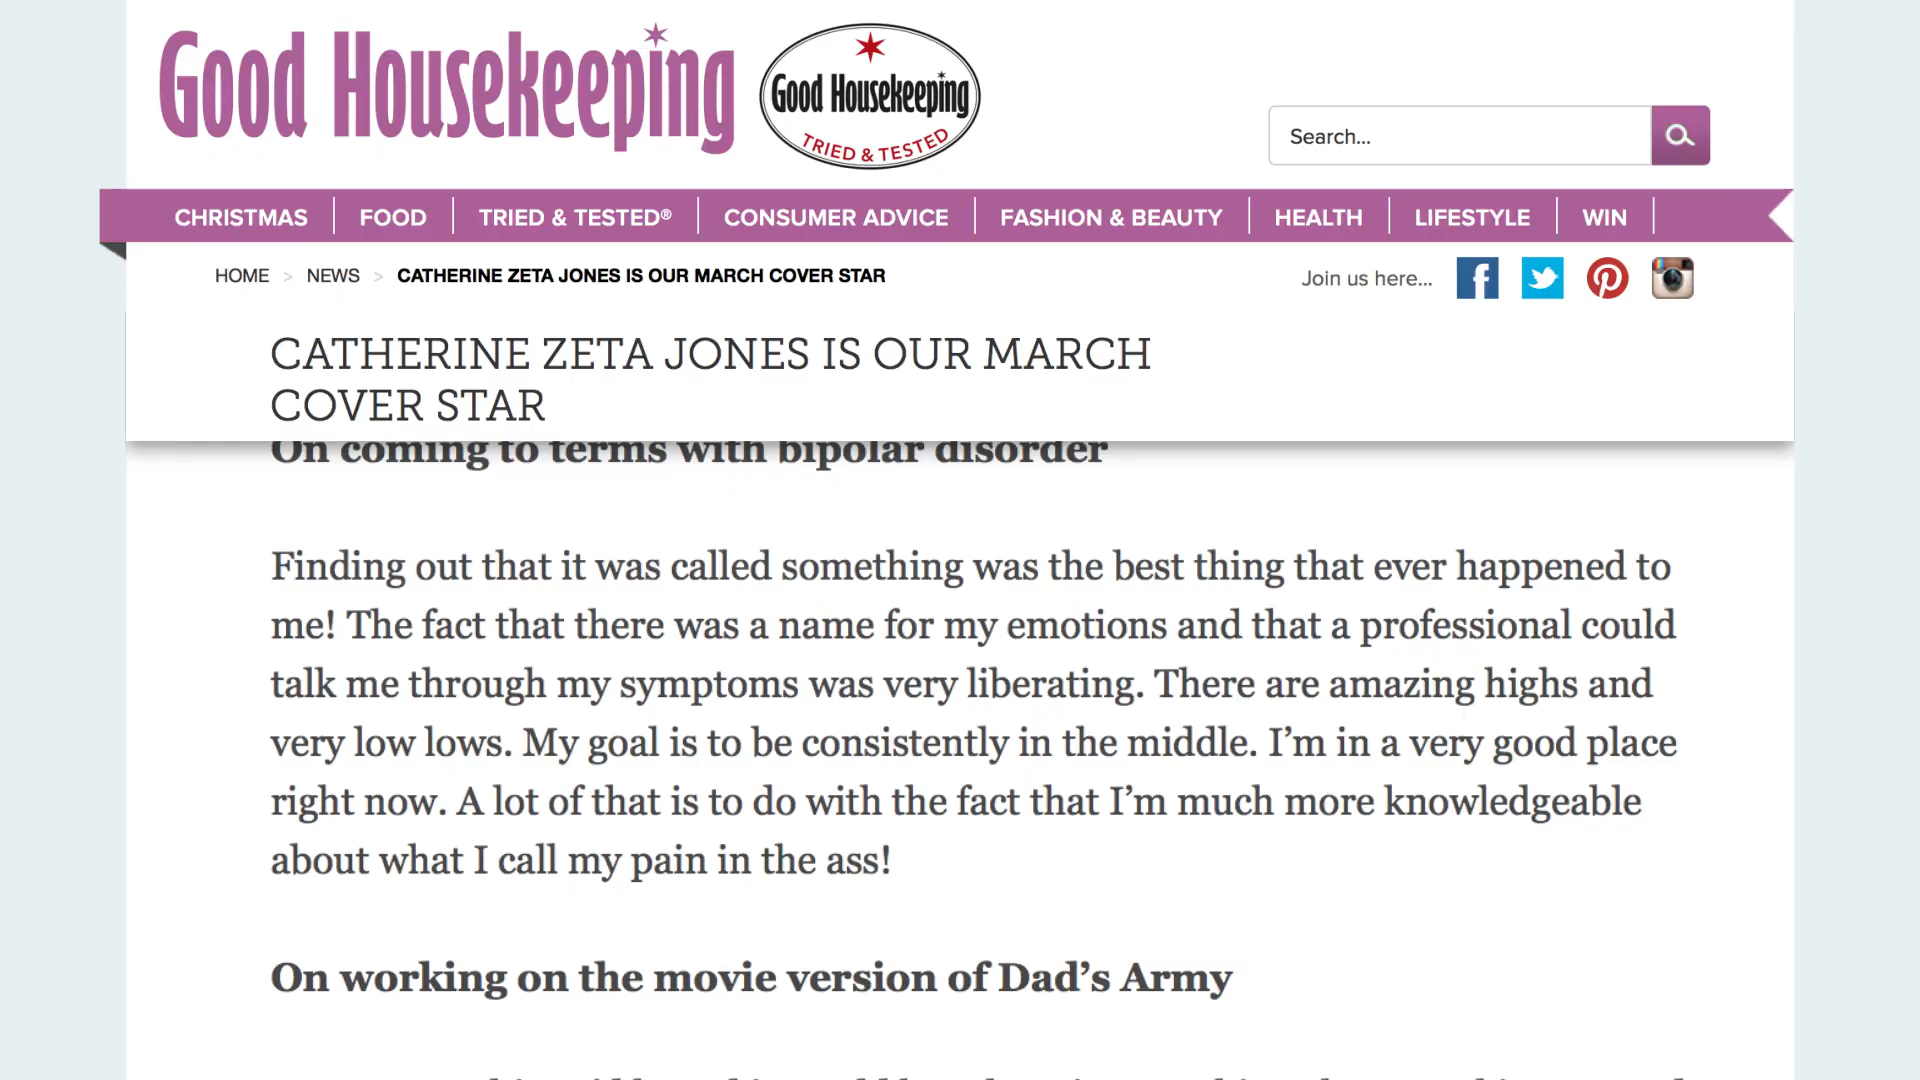 Good Housekeeping
Good Housekeeping
TRIED & TESTED
Search...
CHRISTMAS FOOD TRIED & TESTED® CONSUMER ADVICE FASHION & BEAUTY HEALTH LIFESTYLE WIN
HOME > NEWS > CATHERINE ZETA JONES IS OUR MARCH COVER STAR
Join us here...
CATHERINE ZETA JONES IS OUR MARCH
COVER STAR
On coming to terms with bipolar disorder
Finding out that it was called something was the best thing that ever happened to
me! The fact that there was a name for my emotions and that a professional could
talk me through my symptoms was very liberating. There are amazing highs and
very low lows. My goal is to be consistently in the middle. I’m in a very good place
right now. A lot of that is to do with the fact that I’m much more knowledgeable
about what I call my pain in the ass!
On working on the movie version of Dad’s Army